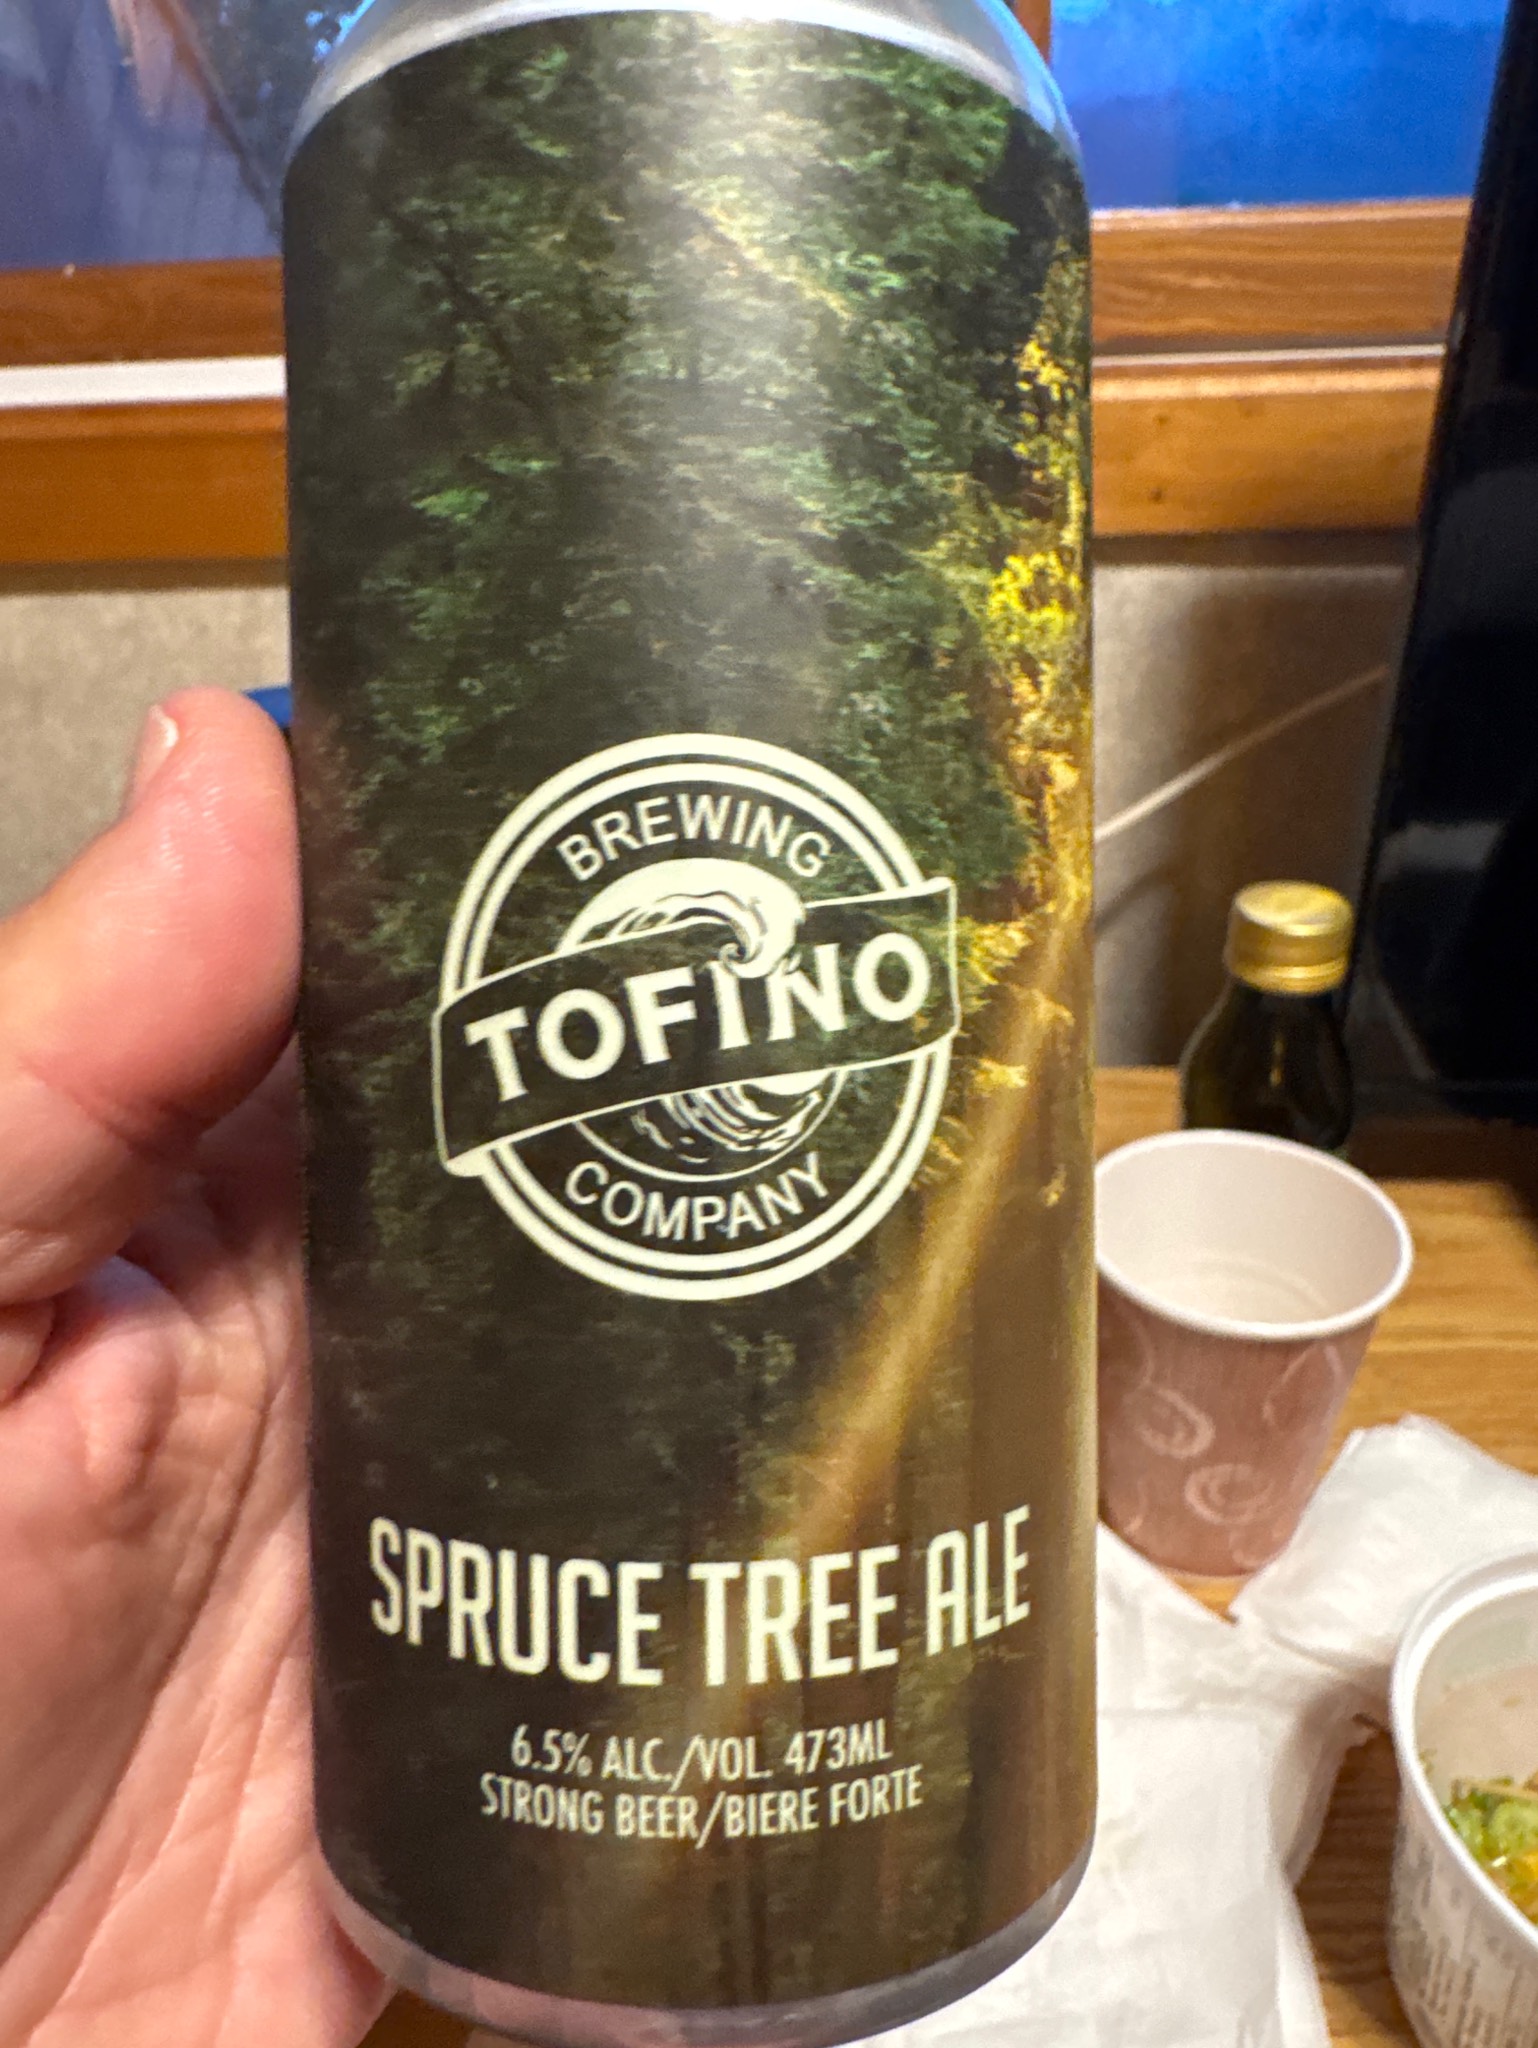 BREWING
TOFINO
COMPANY
SPRUCE TREE ALE
6.5% ALC./VOL. 473ML
STRONG BEER/BIERE FORTE